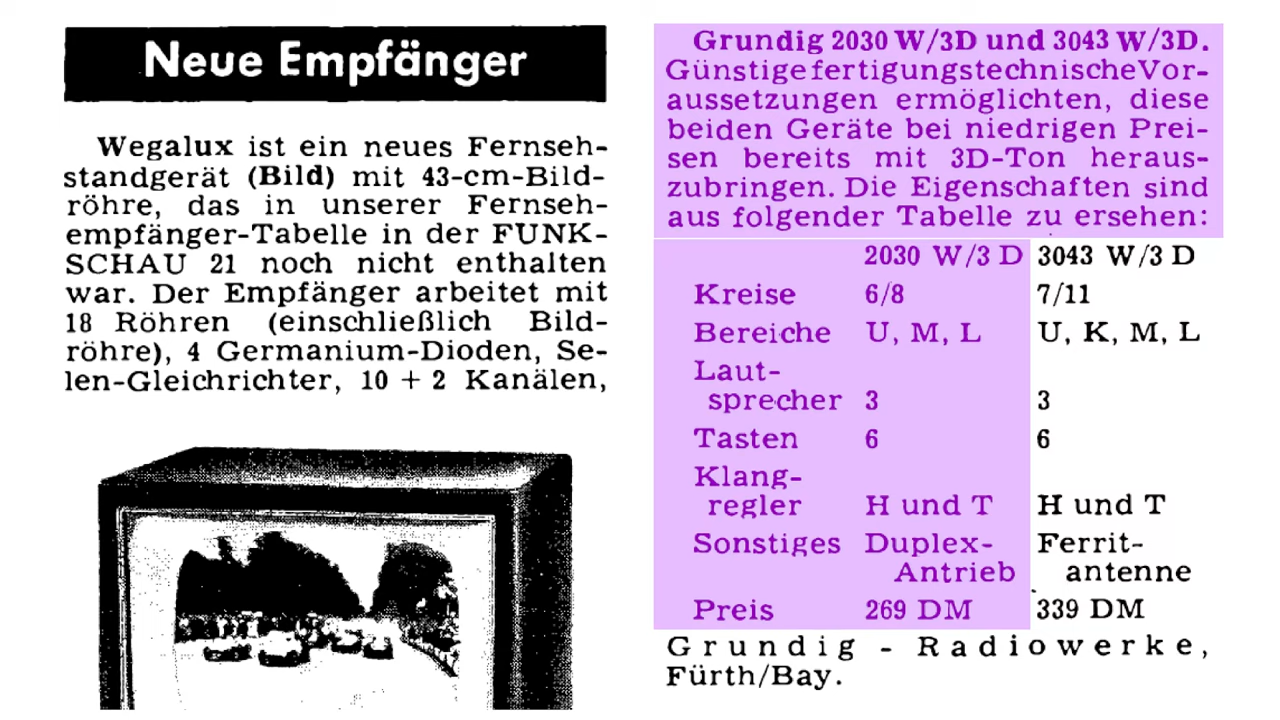 Neue Empfänger
Wegalux ist ein neues Fernseh-
standgerät (Bild) mit 43-cm-Bild-
röhre, das in unserer Fernseh-
empfänger-Tabelle in der FUNK-
SCHAU 21 noch nicht enthalten
war. Der Empfänger arbeitet mit
18 Röhren (einschließlich Bild-
röhre), 4 Germanium-Dioden, Se-
len-Gleichrichter, 10 + 2 Kanälen,
Grundig 2030 W/3D und 3043 W/3D.
Günstige fertigungstechnische Vor-
aussetzungen ermöglichten, diese
beiden Geräte bei niedrigen Prei-
sen bereits mit 3D-Ton heraus-
zubringen. Die Eigenschaften sind
aus folgender Tabelle zu ersehen:
2030 W/3 D 3043 W/3 D
Kreise 6/8 7/11
Bereiche U, M, L U, K, M, L
Laut-
sprecher 3 3
Tasten 6 6
Klang-
regler H und T H und T
Sonstiges Duplex- Ferrit-
Antrieb antenne
Preis 269 DM 339 DM
Grundig - Radiowerke,
Fürth/Bay.